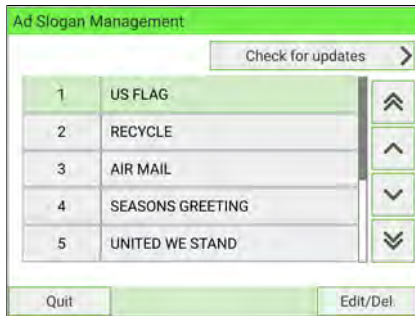 Ad Slogan Management
Check for updates
1 US FLAG
2 RECYCLE
3 AIR MAIL
4 SEASONS GREETING
5 UNITED WE STAND
Quit Edit/Del